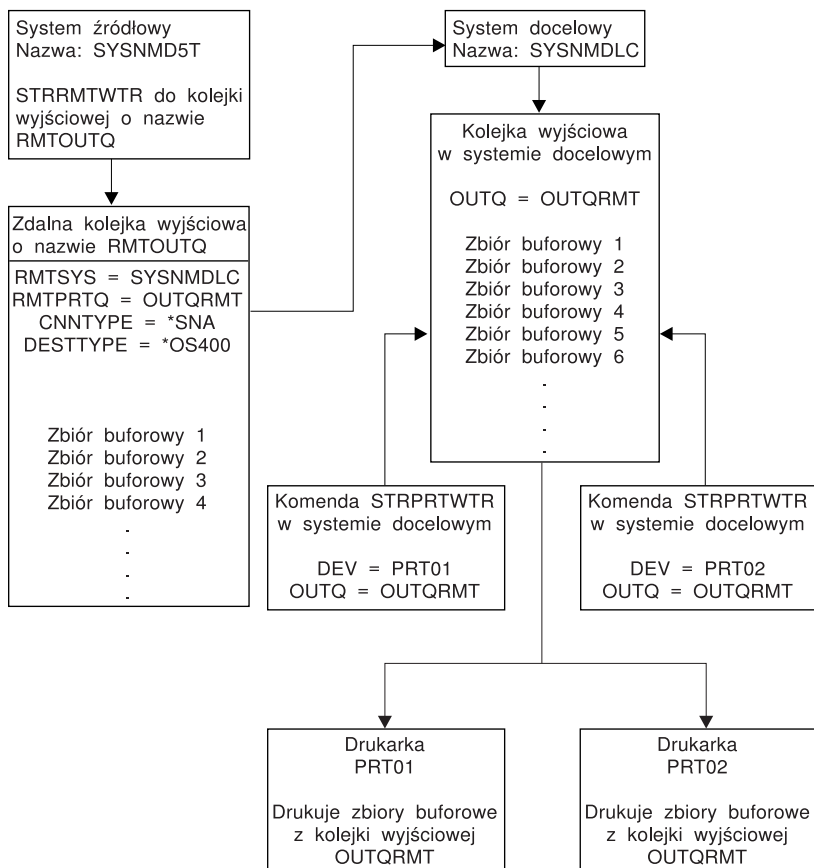 System źródłowy
Nazwa: SYSNMD5T
STRRMTWTR do kolejki
wyjściowej o nazwie
RMTOUTQ
Zdalna kolejka wyjściowa
o nazwie RMTOUTQ
RMTSYS = SYSNMDLC
RMTPRTQ = OUTQRMT
CNNTYPE = *SNA
DESTTYPE = *OS400
Zbiór buforowy 1
Zbiór buforowy 2
Zbiór buforowy 3
Zbiór buforowy 4
.
.
.
.
System docelowy
Nazwa: SYSNMDLC
Kolejka wyjściowa
w systemie docelowym
OUTQ = OUTQRMT
Zbiór buforowy 1
Zbiór buforowy 2
Zbiór buforowy 3
Zbiór buforowy 4
Zbiór buforowy 5
Zbiór buforowy 6
.
.
.
.
Komenda STRPRTWTR
w systemie docelowym
DEV = PRT01
OUTQ = OUTQRMT
Komenda STRPRTWTR
w systemie docelowym
DEV = PRT02
OUTQ = OUTQRMT
Drukarka
PRT01
Drukuje zbiory buforowe
z kolejki wyjściowej
OUTQRMT
Drukarka
PRT02
Drukuje zbiory buforowe
z kolejki wyjściowej
OUTQRMT